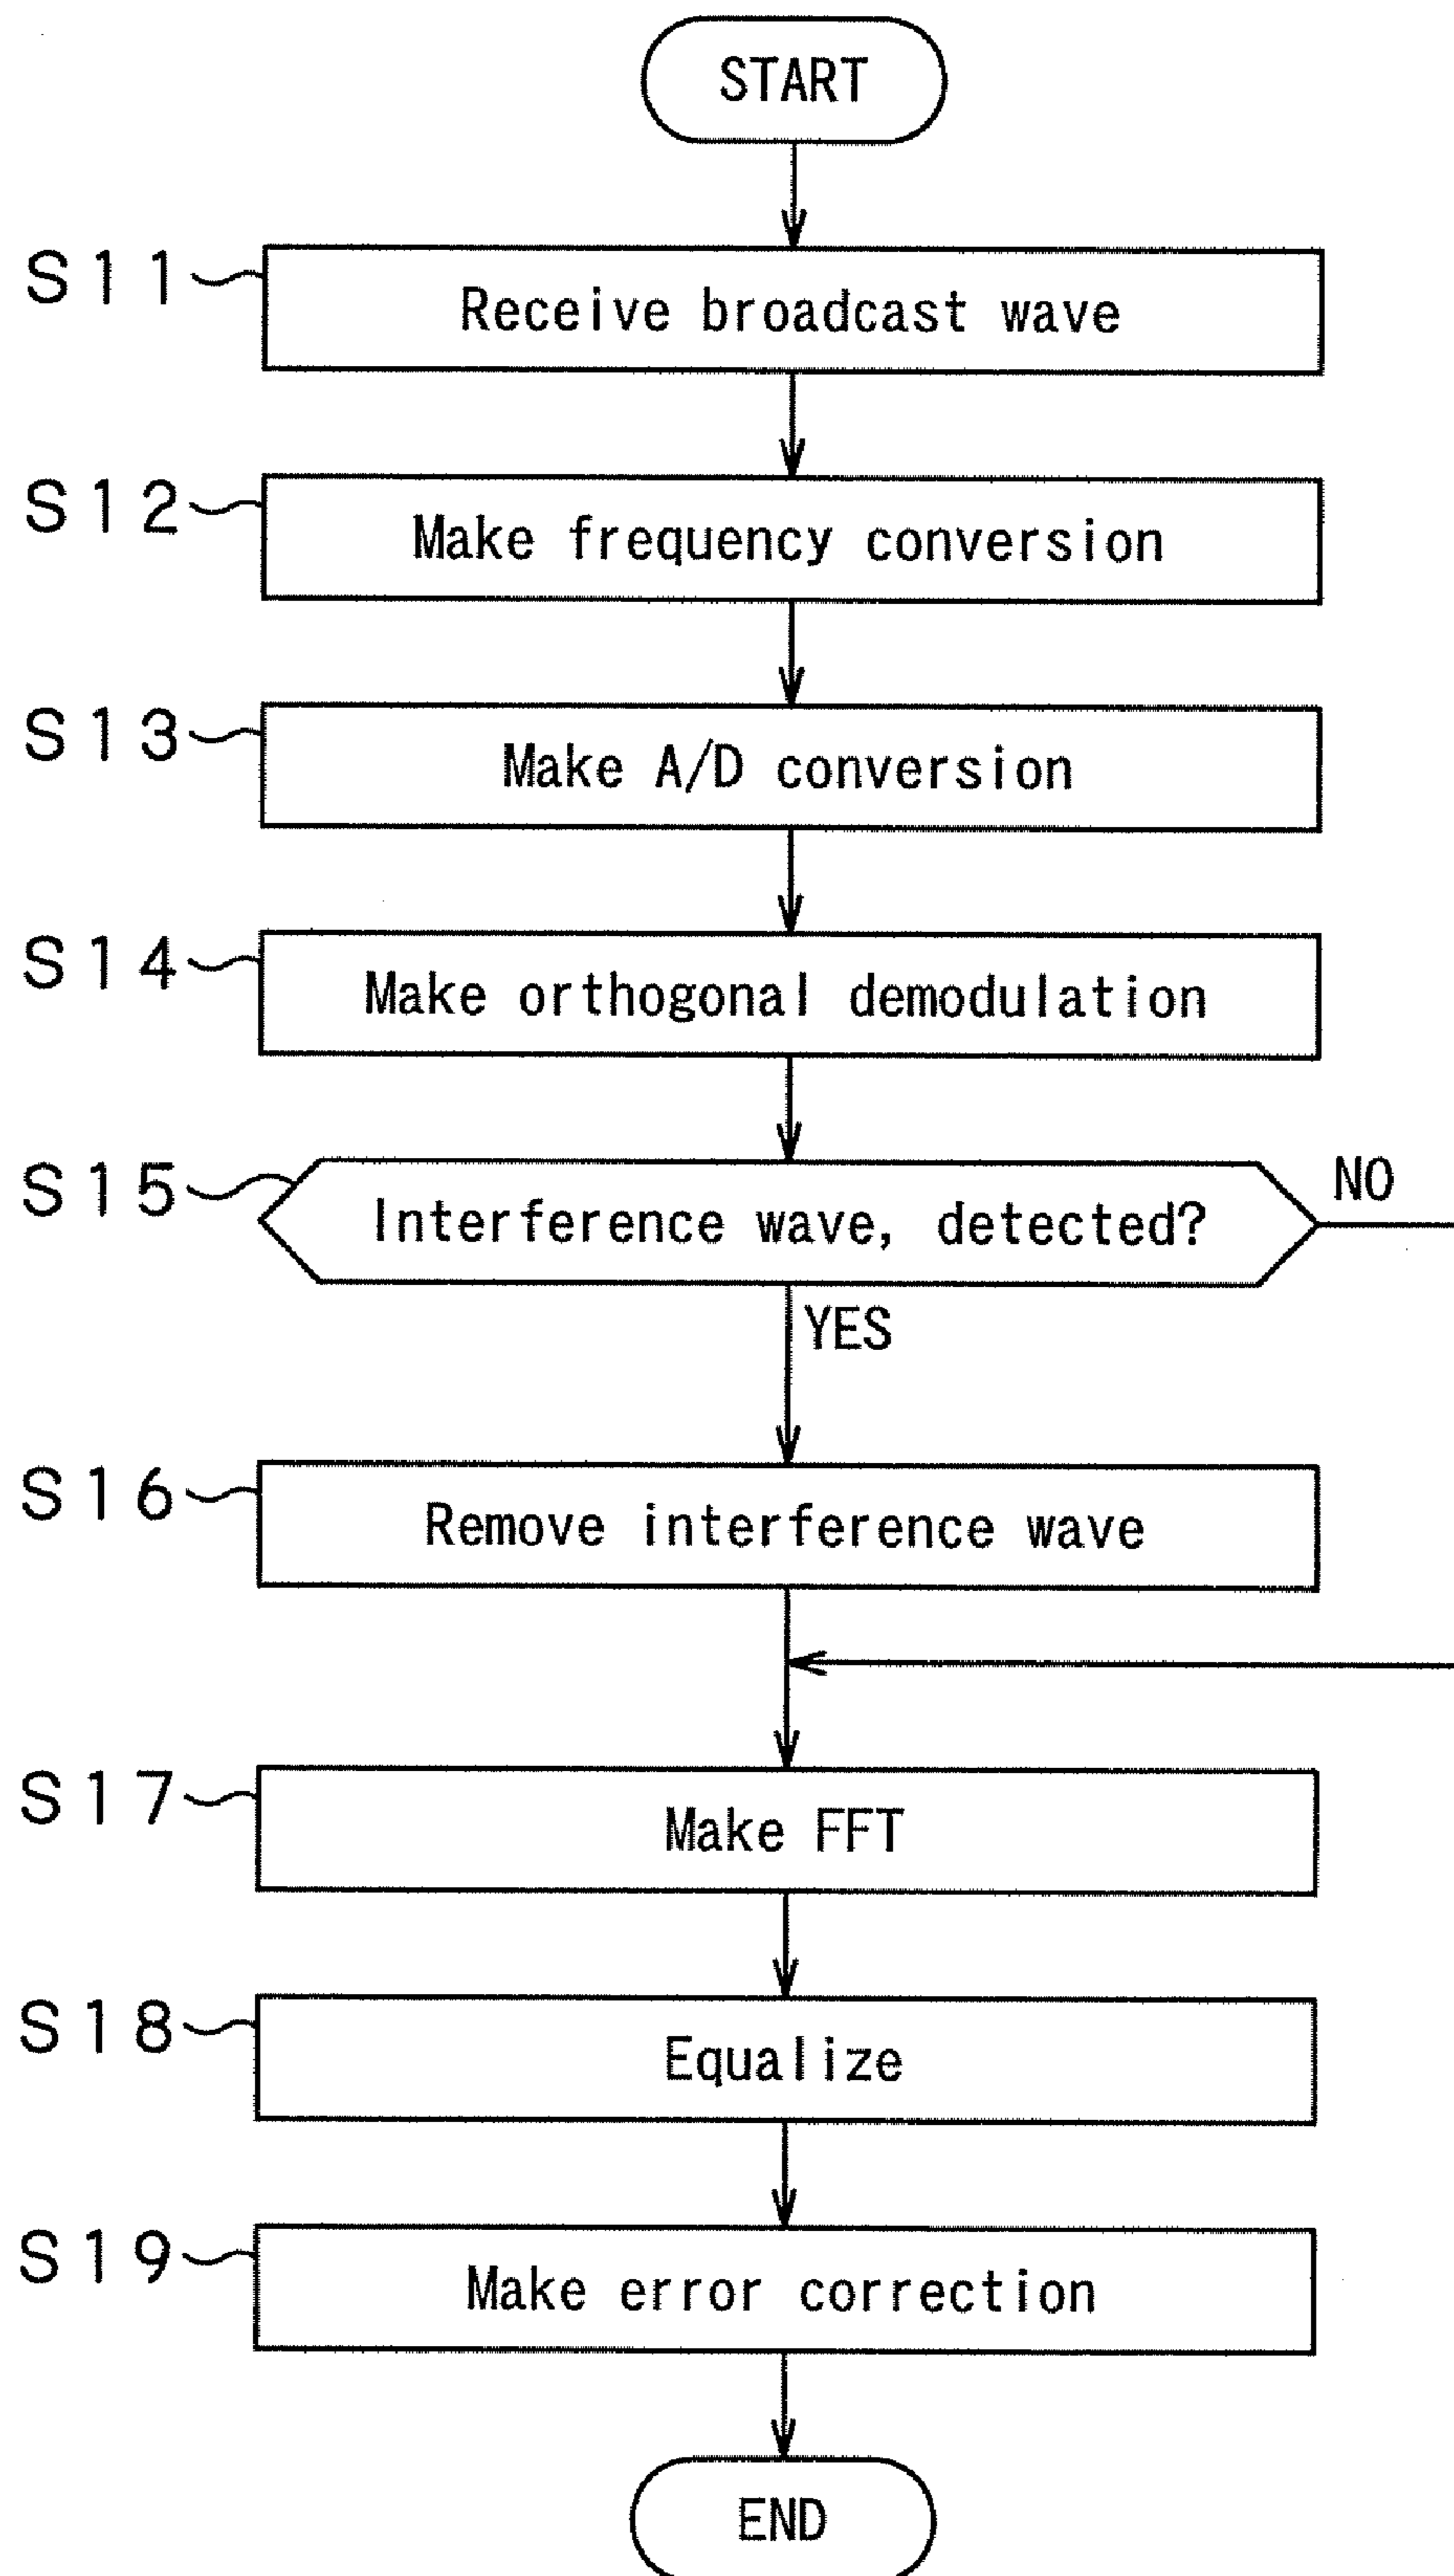 START
S11 Receive broadcast wave
S12 Make frequency conversion
S13 Make A/D conversion
S14 Make orthogonal demodulation
S15 Interference wave, detected? NO
YES
S16 Remove interference wave
S17 Make FFT
S18 Equalize
S19 Make error correction
END